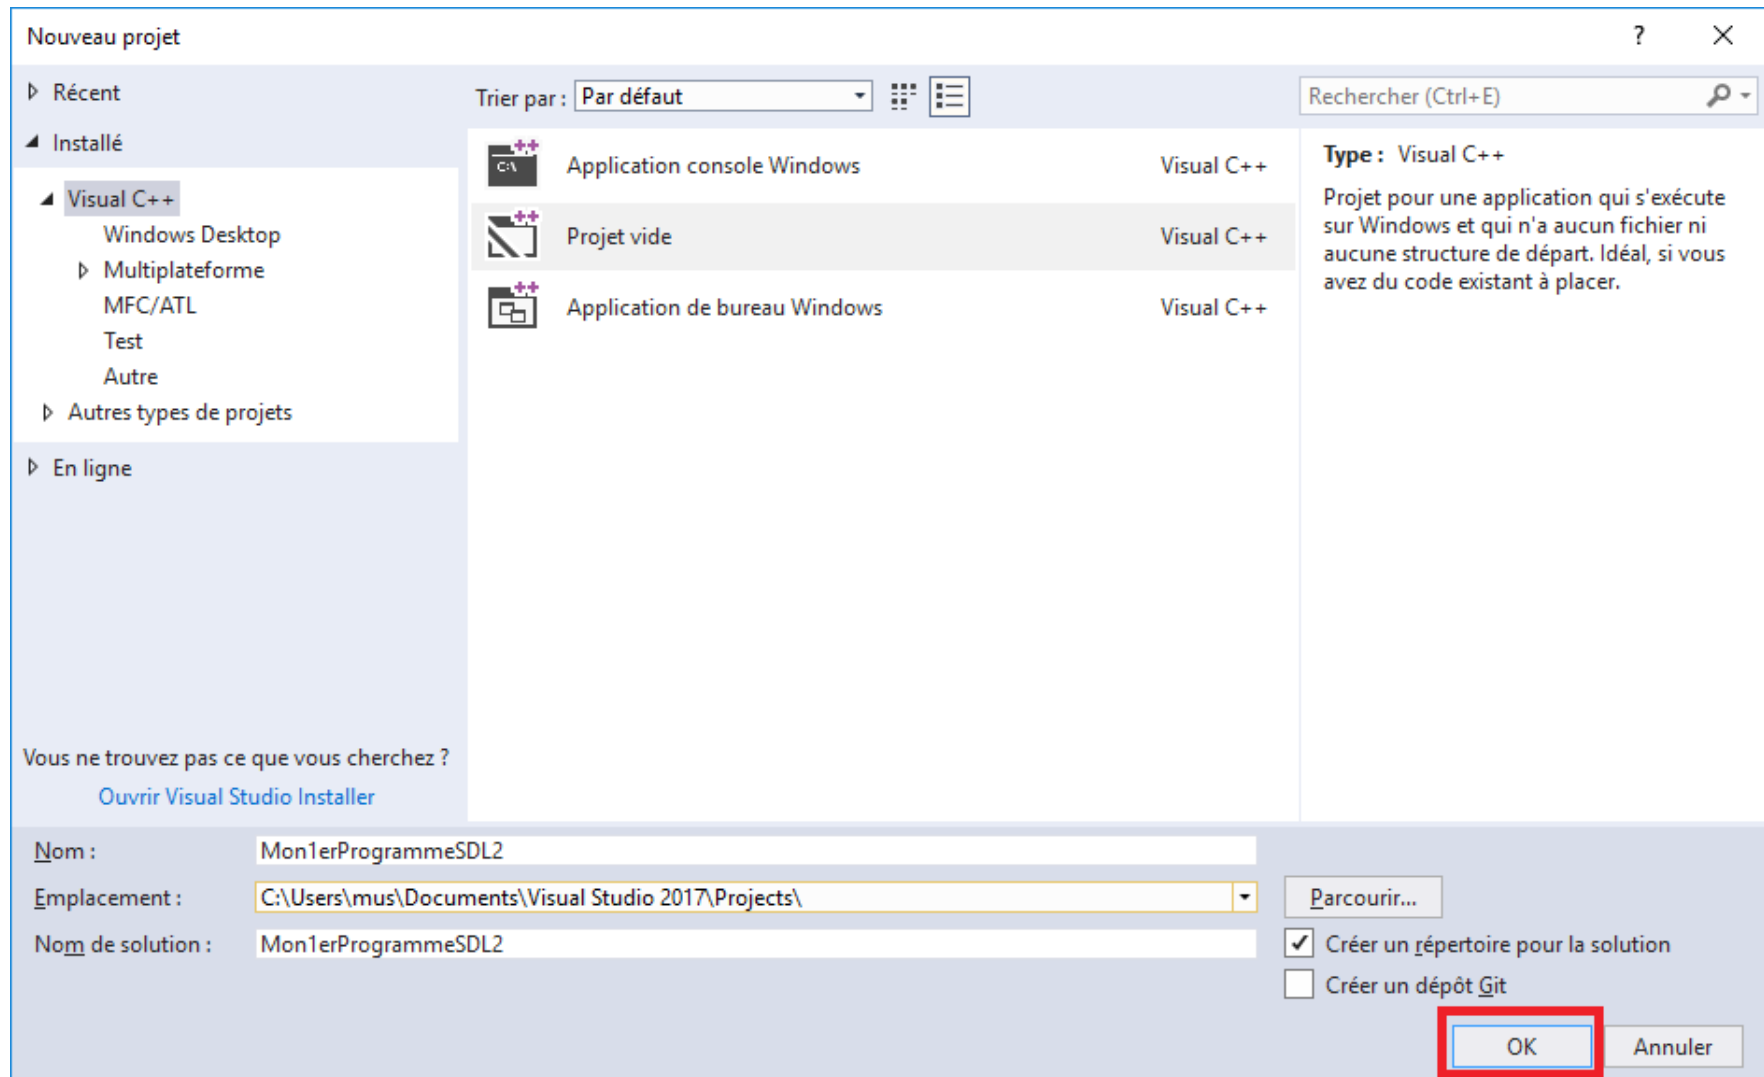 Nouveau projet
?
Récent
Installé
Visual C++
Windows Desktop
Multiplateforme
MFC/ATL
Test
Autre
Autres types de projets
En ligne
Vous ne trouvez pas ce que vous cherchez ?
Ouvrir Visual Studio Installer
Trier par : Par défaut
C:\
Application console Windows Visual C++
Projet vide Visual C++
Application de bureau Windows Visual C++
Rechercher (Ctrl+E)
Type : Visual C++
Projet pour une application qui s'exécute
sur Windows et qui n'a aucun fichier ni
aucune structure de départ. Idéal, si vous
avez du code existant à placer.
Nom : Mon1erProgrammeSDL2
Emplacement : C:\Users\mus\Documents\Visual Studio 2017\Projects\
Parcourir...
Nom de solution : Mon1erProgrammeSDL2
Créer un répertoire pour la solution
Créer un dépôt Git
OK Annuler